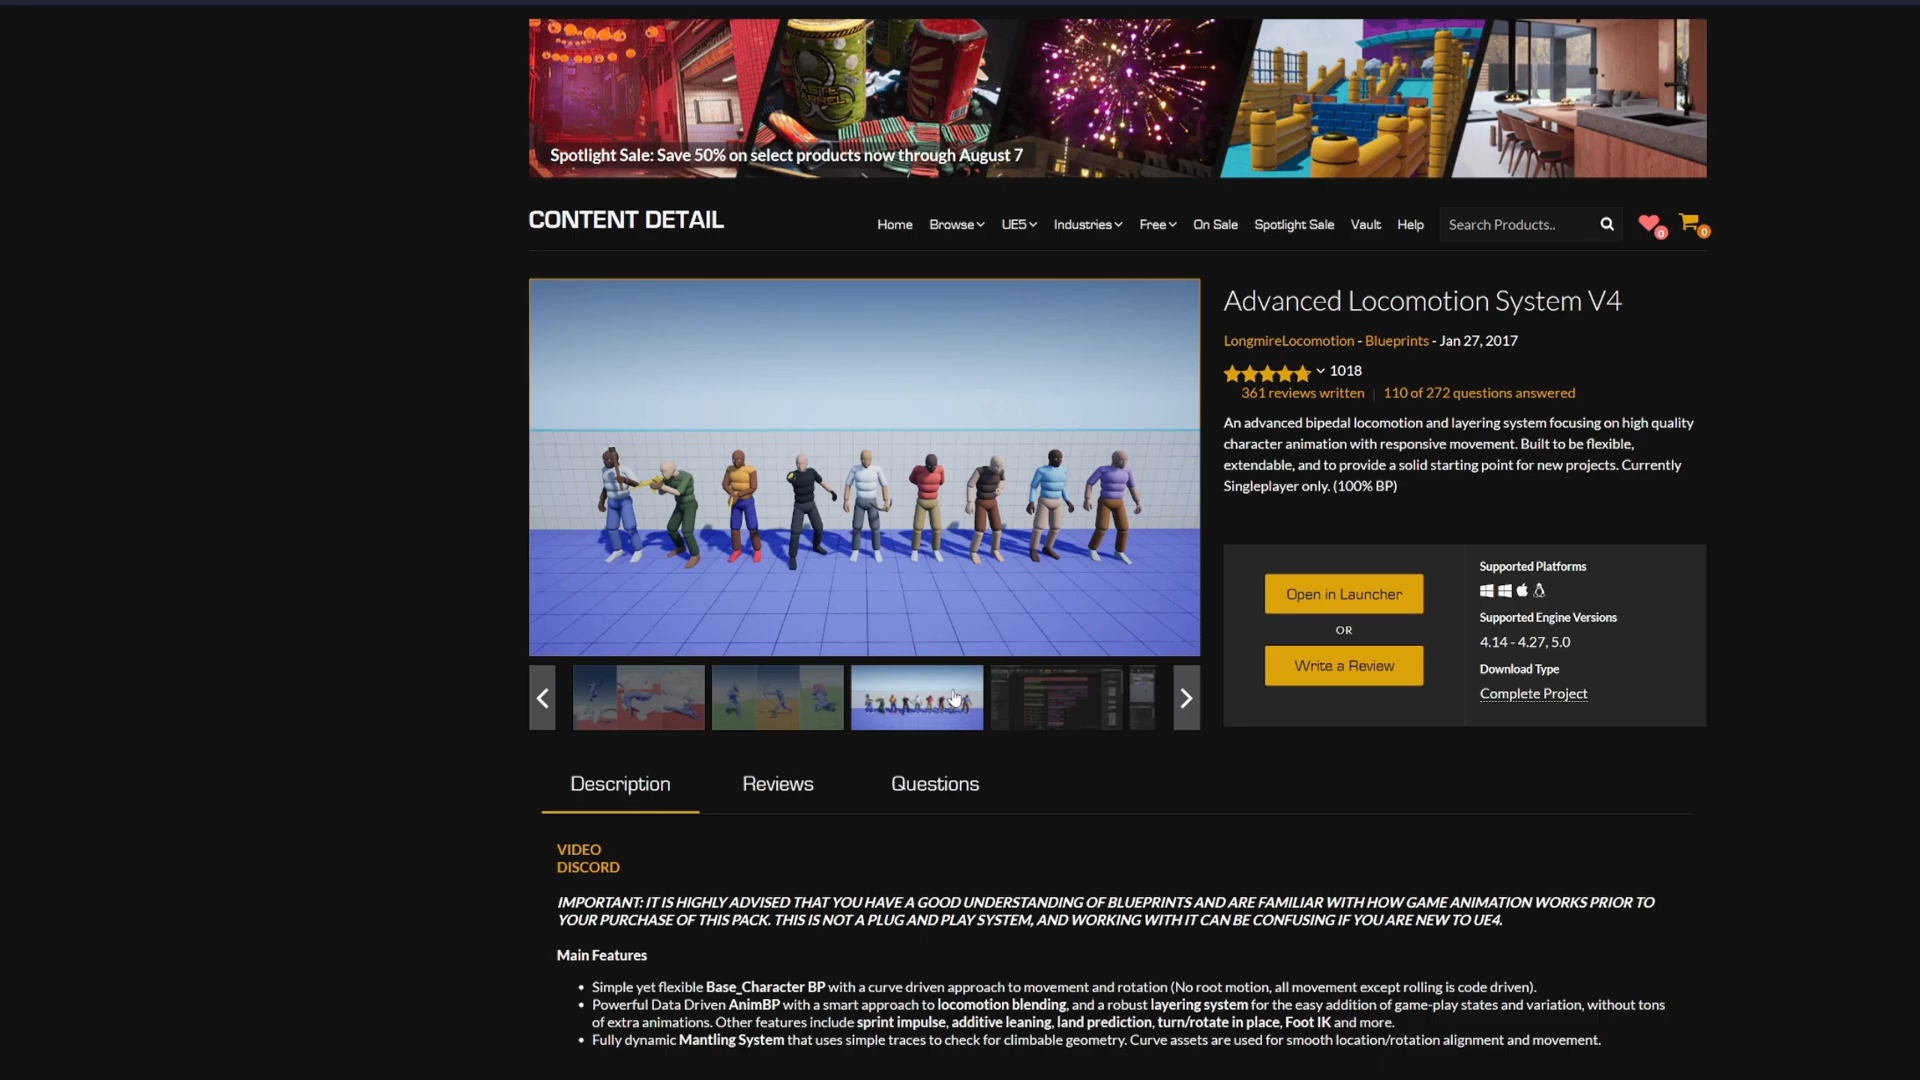 Spotlight Sale: Save 50% on select products now through August 7
CONTENT DETAIL
Home Browse UE5 Industries Free On Sale Spotlight Sale Vault Help Search Products.. 0 0
Advanced Locomotion System V4
LongmireLocomotion - Blueprints - Jan 27, 2017
1018
361 reviews written | 110 of 272 questions answered
An advanced bipedal locomotion and layering system focusing on high quality
character animation with responsive movement. Built to be flexible,
extendable, and to provide a solid starting point for new projects. Currently
Singleplayer only. (100% BP)
Open in Launcher
OR
Write a Review
Supported Platforms
Supported Engine Versions
4.14 - 4.27, 5.0
Download Type
Complete Project
Description Reviews Questions
VIDEO
DISCORD
IMPORTANT: IT IS HIGHLY ADVISED THAT YOU HAVE A GOOD UNDERSTANDING OF BLUEPRINTS AND ARE FAMILIAR WITH HOW GAME ANIMATION WORKS PRIOR TO
YOUR PURCHASE OF THIS PACK. THIS IS NOT A PLUG AND PLAY SYSTEM, AND WORKING WITH IT CAN BE CONFUSING IF YOU ARE NEW TO UE4.
Main Features
• Simple yet flexible Base_Character BP with a curve driven approach to movement and rotation (No root motion, all movement except rolling is code driven).
• Powerful Data Driven AnimBP with a smart approach to locomotion blending, and a robust layering system for the easy addition of game-play states and variation, without tons
of extra animations. Other features include sprint impulse, additive leaning, land prediction, turn/rotate in place, Foot IK and more.
• Fully dynamic Mantling System that uses simple traces to check for climbable geometry. Curve assets are used for smooth location/rotation alignment and movement.